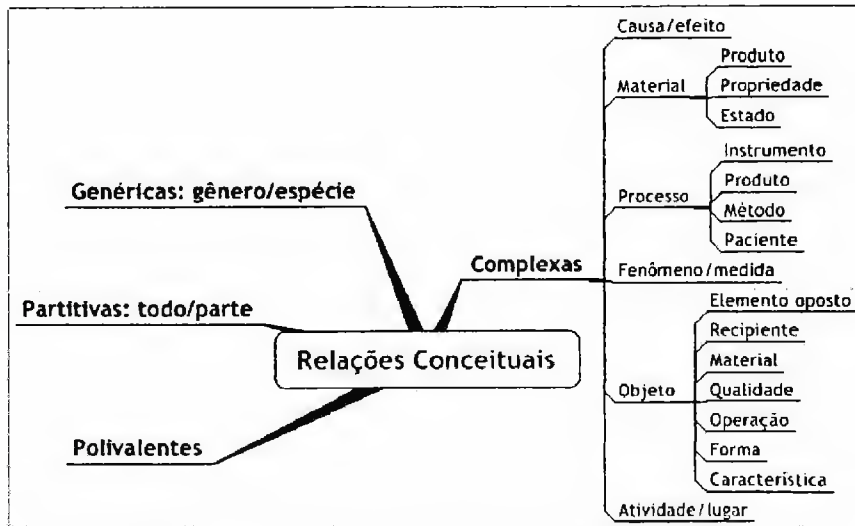 Relações Conceituais
Genéricas: gênero/espécie
Partitivas: todo/parte
Polivalentes
Complexas
Causa/efeito
Material
Produto
Propriedade
Estado
Processo
Instrumento
Produto
Método
Paciente
Fenômeno/medida
Objeto
Elemento oposto
Recipiente
Material
Qualidade
Operação
Forma
Característica
Atividade/lugar